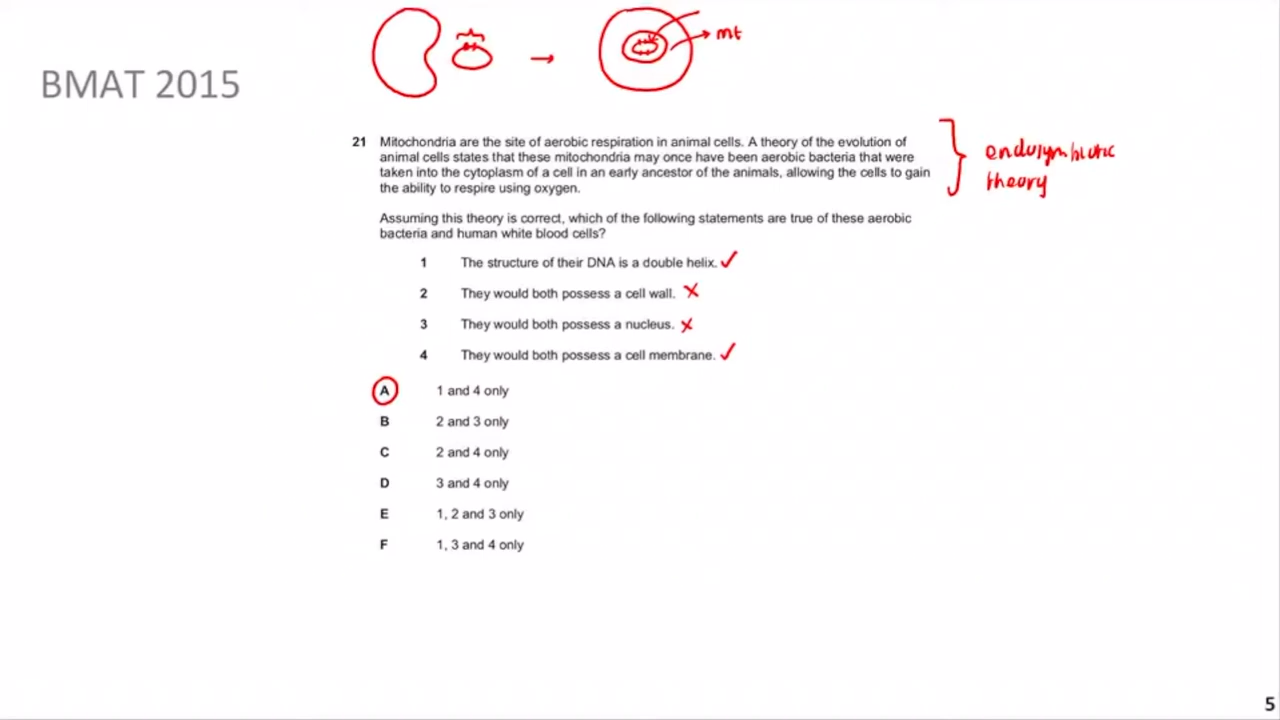 mt
BMAT 2015
21 Mitochondria are the site of aerobic respiration in animal cells. A theory of the evolution of
animal cells states that these mitochondria may once have been aerobic bacteria that were
taken into the cytoplasm of a cell in an early ancestor of the animals, allowing the cells to gain
the ability to respire using oxygen.
endosymbiotic
theory
Assuming this theory is correct, which of the following statements are true of these aerobic
bacteria and human white blood cells?
1 The structure of their DNA is a double helix.
2 They would both possess a cell wall.
3 They would both possess a nucleus.
4 They would both possess a cell membrane.
A 1 and 4 only
B 2 and 3 only
C 2 and 4 only
D 3 and 4 only
E 1, 2 and 3 only
F 1, 3 and 4 only
5